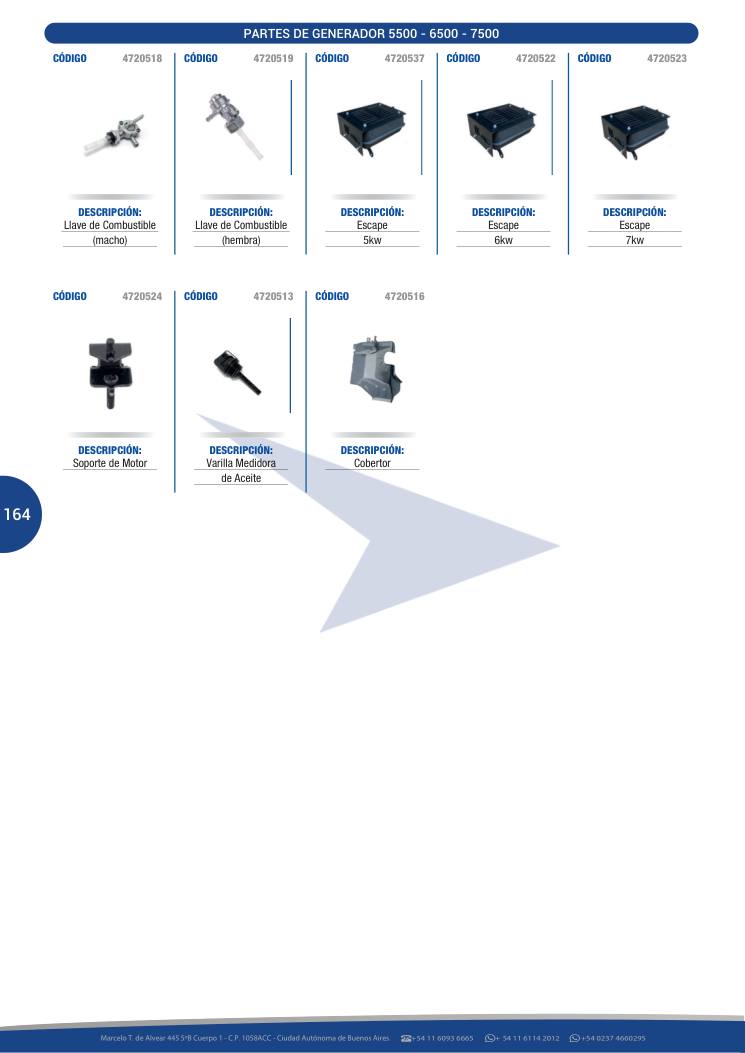 PARTES DE GENERADOR 5500 - 6500 - 7500
CÓDIGO 4720518
DESCRIPCIÓN:
Llave de Combustible
(macho)
CÓDIGO 4720519
DESCRIPCIÓN:
Llave de Combustible
(hembra)
CÓDIGO 4720537
DESCRIPCIÓN:
Escape
5kw
CÓDIGO 4720522
DESCRIPCIÓN:
Escape
6kw
CÓDIGO 4720523
DESCRIPCIÓN:
Escape
7kw
CÓDIGO 4720524
DESCRIPCIÓN:
Soporte de Motor
CÓDIGO 4720513
DESCRIPCIÓN:
Varilla Medidora
de Aceite
CÓDIGO 4720516
DESCRIPCIÓN:
Cobertor
164
Marcelo T. de Alvear 445 5ºB Cuerpo 1 - C.P. 1058ACC - Ciudad Autónoma de Buenos Aires. +54 11 6093 6665 + 54 11 6114 2012 +54 0237 4660295